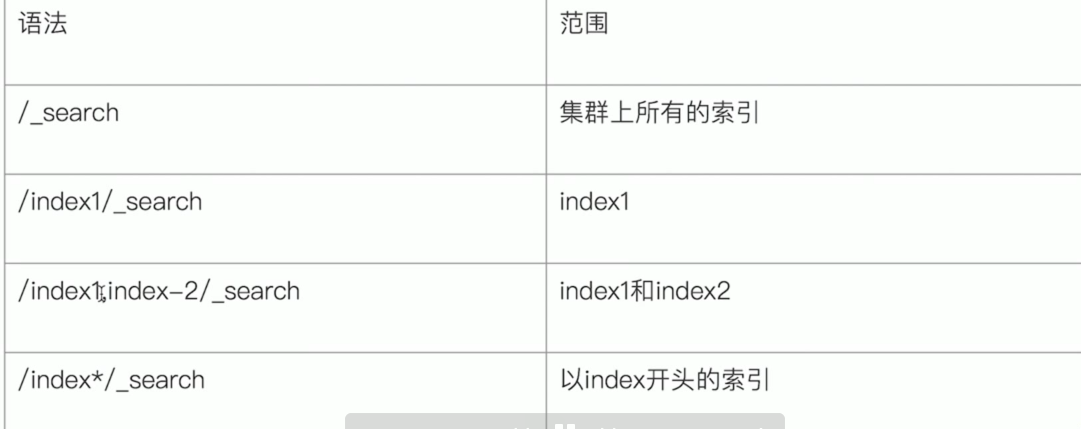 语法 范围
/_search 集群上所有的索引
/index1/_search index1
/index1,index-2/_search index1和index2
/index*/_search 以index开头的索引